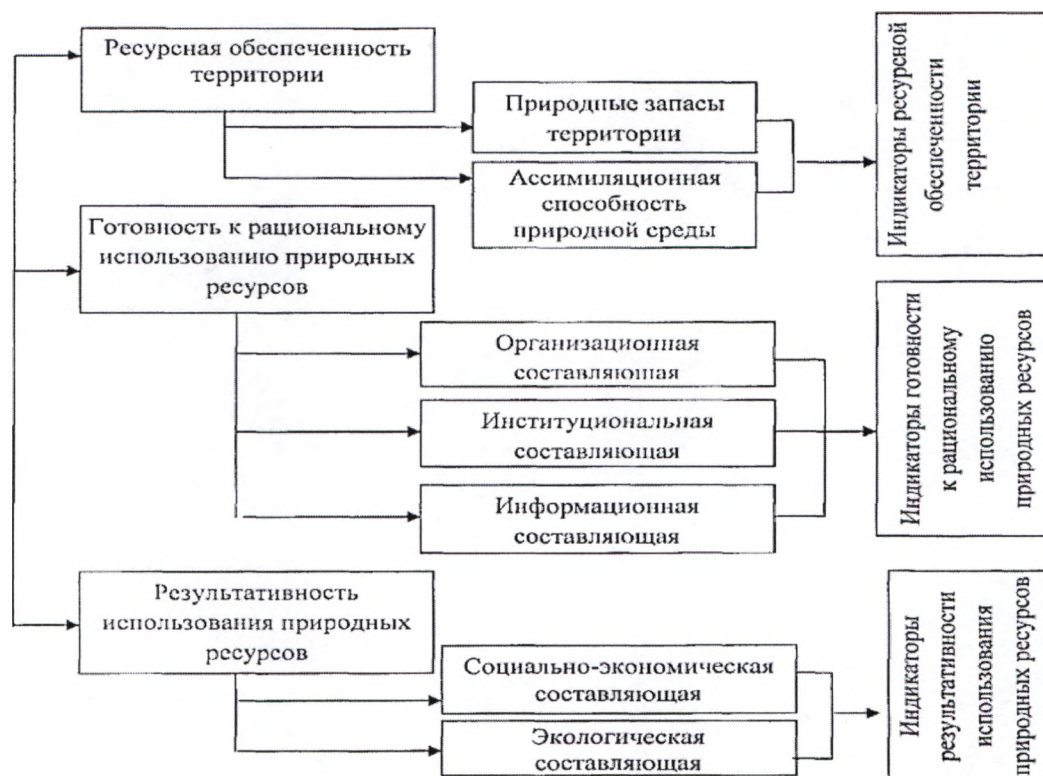 Ресурсная обеспеченность
территории
Природные запасы
территории
Ассимиляционная
способность
природной среды
Индикаторы ресурсной
обеспеченности
территории
Готовность к рациональному
использованию природных
ресурсов
Организационная
составляющая
Институциональная
составляющая
Информационная
составляющая
Индикаторы готовности
к рациональному
использованию
природных ресурсов
Результативность
использования природных
ресурсов
Социально-экономическая
составляющая
Экологическая
составляющая
Индикаторы
результативности
использования
природных ресурсов